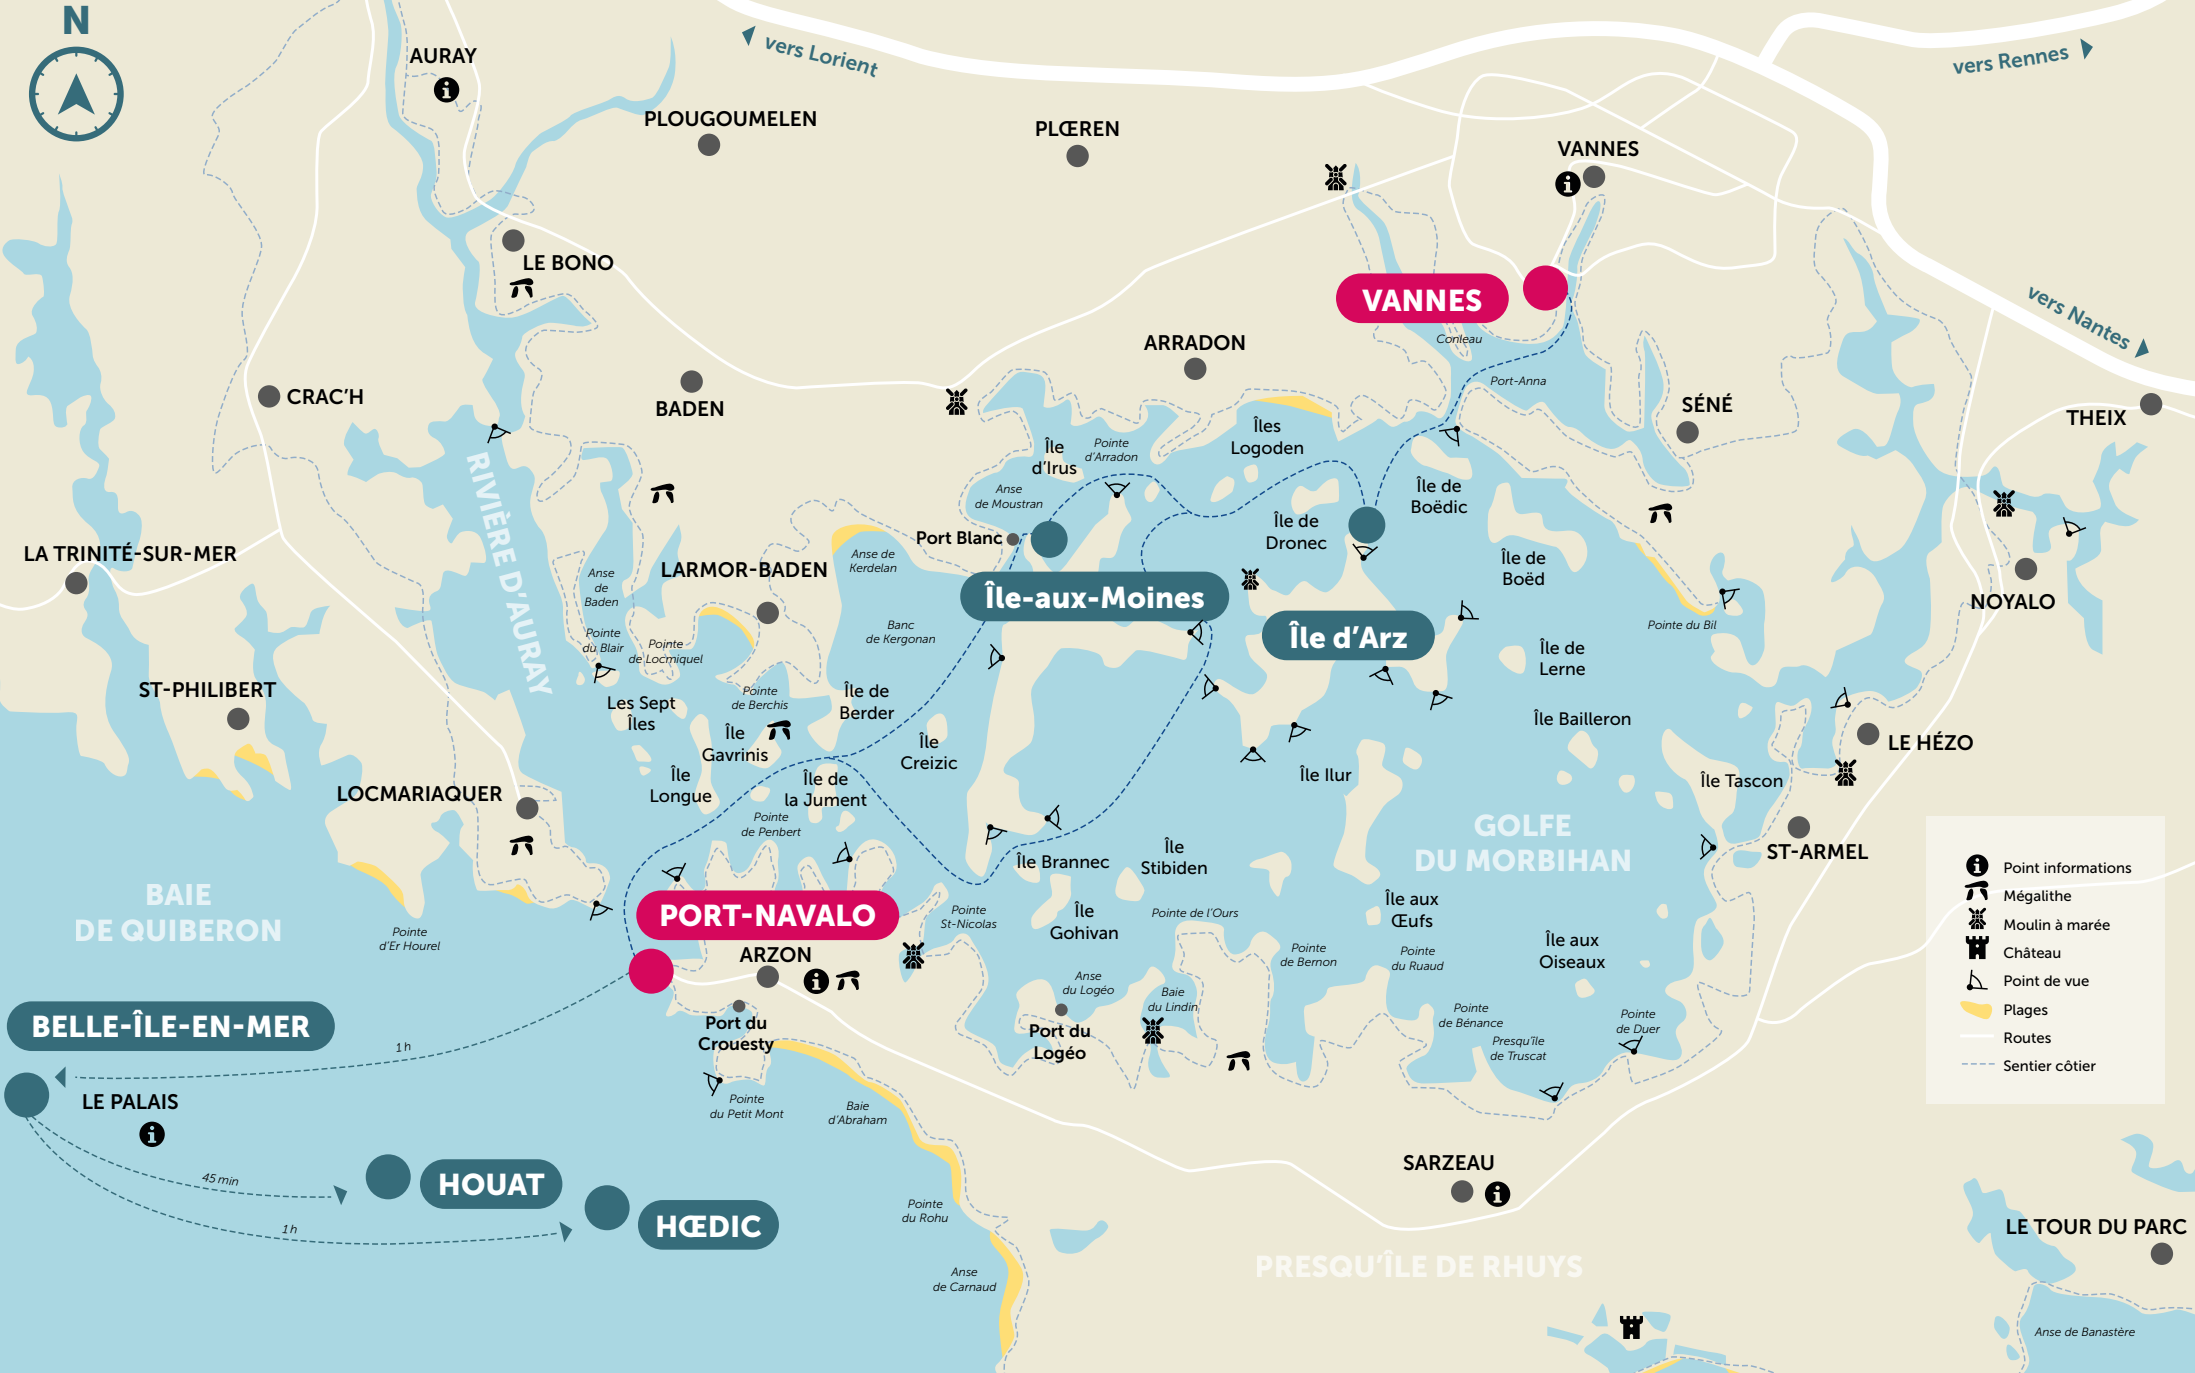 N
AURAY
vers Lorient
vers Rennes
PLOUGOUMELEN
PLŒREN
VANNES
LE BONO
VANNES
vers Nantes
Conleau
ARRADON
Port-Anna
CRAC'H
BADEN
SÉNÉ
THEIX
Îles
Logoden
Île
d'Irus
Pointe
d'Arradon
RIVIÈRE D'AURAY
Anse
de Moustran
Île de
Boëdic
Île de
Dronec
Port Blanc
LA TRINITÉ-SUR-MER
Anse de
Kerdelan
LARMOR-BADEN
Anse
de
Baden
Île de
Boëd
Île-aux-Moines
NOYALO
Banc
de Kergonan
Île d'Arz
Pointe du Bil
Pointe
du Blair
Pointe
de Locmiquel
Île de
Lerne
ST-PHILIBERT
Pointe
de Berchis
Île de
Berder
Les Sept
Îles
Île Bailleron
Île
Gavrinis
Île
Creizic
LE HÉZO
Île
Longue
Île de
la Jument
Île Ilur
Île Tascon
LOCMARIAQUER
Pointe
de Penbert
GOLFE
DU MORBIHAN
ST-ARMEL
Île Brannec
Île
Stibiden
BAIE
DE QUIBERON
PORT-NAVALO
Pointe
St-Nicolas
Île
Gohivan
Pointe de l'Ours
Île aux
Œufs
Pointe
d'Er Hourel
ARZON
Pointe
de Bernon
Pointe
du Ruaud
Île aux
Oiseaux
Anse
du Logéo
Baie
du Lindin
Port du
Crouesty
Port du
Logéo
Pointe
de Bénance
Pointe
de Duer
Presqu'île
de Truscat
BELLE-ÎLE-EN-MER
1 h
LE PALAIS
Pointe
du Petit Mont
Baie
d'Abraham
45 min
HOUAT
1 h
HŒDIC
SARZEAU
Pointe
du Rohu
Anse
de Carnaud
PRESQU'ÎLE DE RHUYS
LE TOUR DU PARC
Anse de Banastère
Point informations
Mégalithe
Moulin à marée
Château
Point de vue
Plages
Routes
Sentier côtier